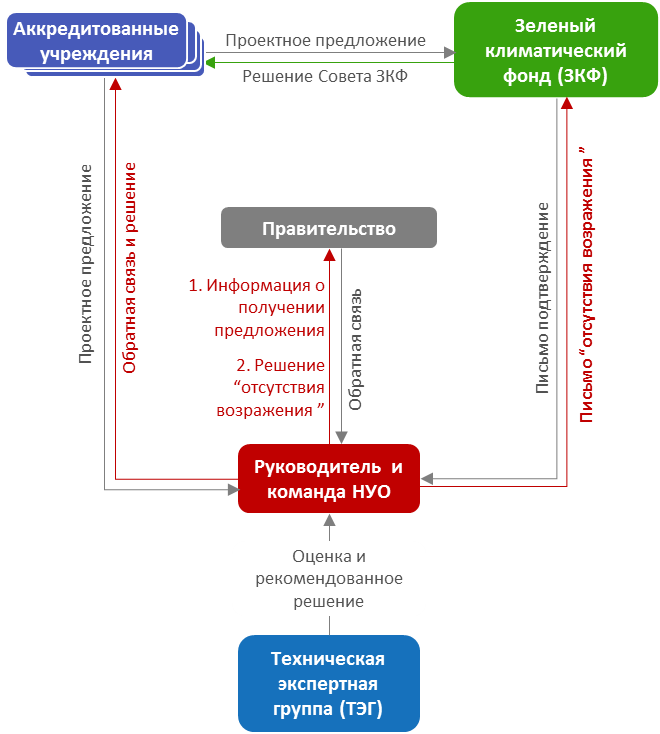 Аккредитованные
учреждения
Проектное предложение
Решение Совета ЗКФ
Зеленый
климатический
фонд (ЗКФ)
Проектное предложение
Обратная связь и решение
Правительство
1. Информация о
получении
предложения
2. Решение
“отсутствия
возражения ”
Обратная связь
Письмо подтверждение
Письмо “отсутствия возражения ”
Руководитель и
команда НУО
Оценка и
рекомендованное
решение
Техническая
экспертная
группа (ТЭГ)